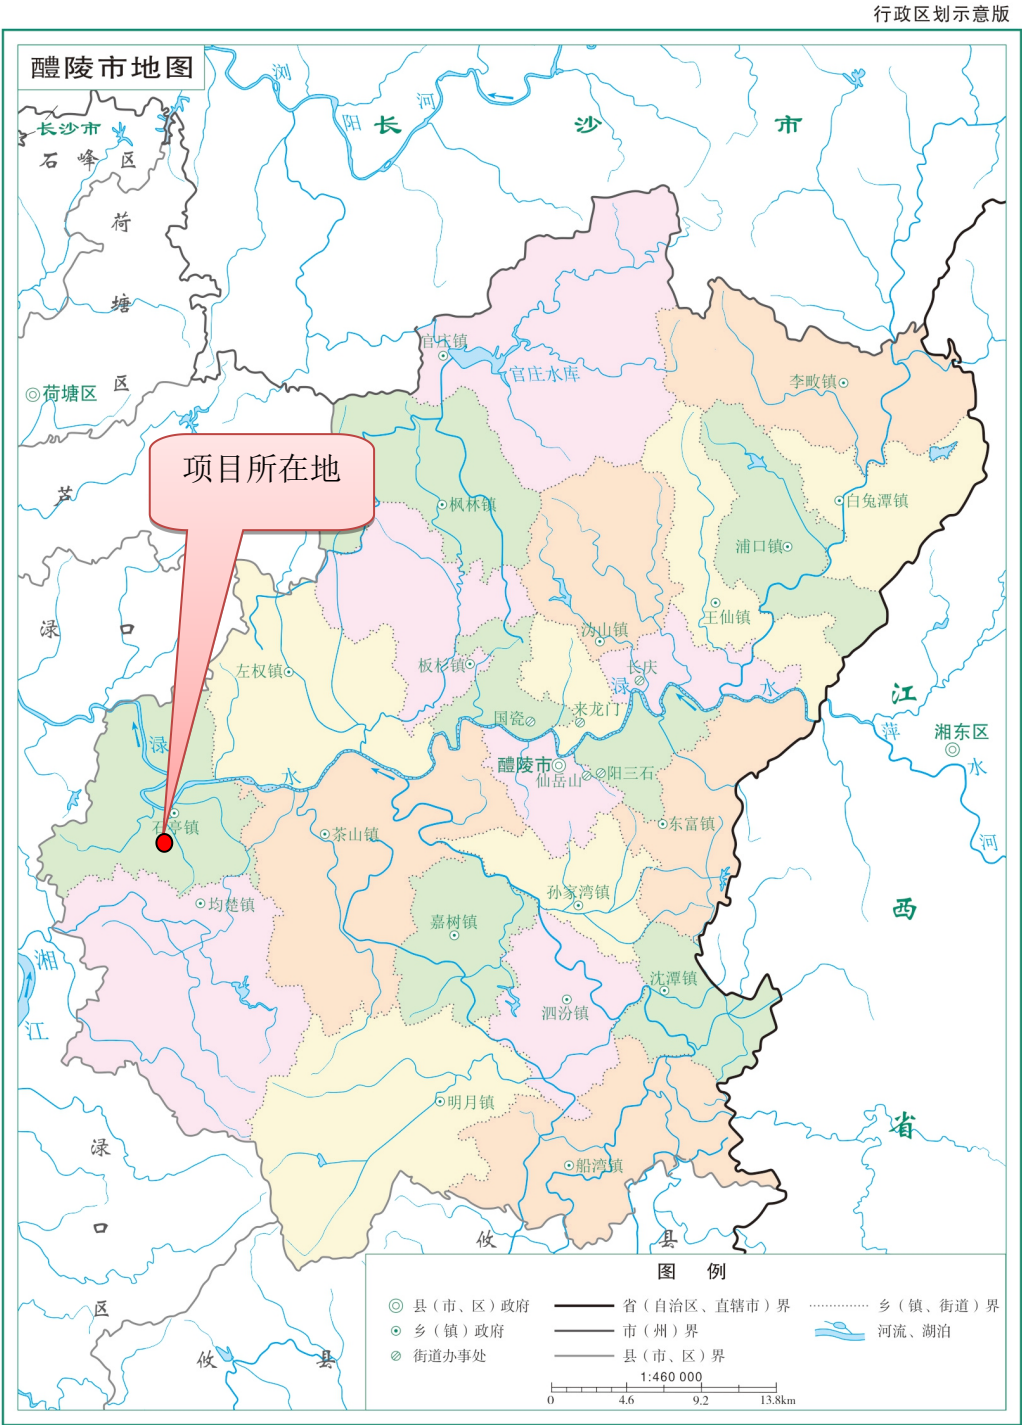 行政区划示意版
醴陵市地图
浏
阳
河
长沙市
长 沙 市
石峰区
荷
塘
区
官庄镇
官庄水库
李畋镇
荷塘区
项目所在地
芦
枫林镇
白兔潭镇
浦口镇
王仙镇
渌口
沩山镇
板杉镇
长庆
左权镇
渌
水
江
来龙门
国瓷
萍
湘东区
渌
渌
醴陵市
水
水
仙岳山
阳三石
石亭镇
茶山镇
东富镇
河
均楚镇
孙家湾镇
西
嘉树镇
湘
沈潭镇
泗汾镇
江
明月镇
省
渌
船湾镇
口
攸 县
图 例
区
县（市、区）政府
省（自治区、直辖市）界
乡（镇、街道）界
乡（镇）政府
市（州）界
河流、湖泊
攸 县
街道办事处
县（市、区）界
1:460 000
0 4.6 9.2 13.8km